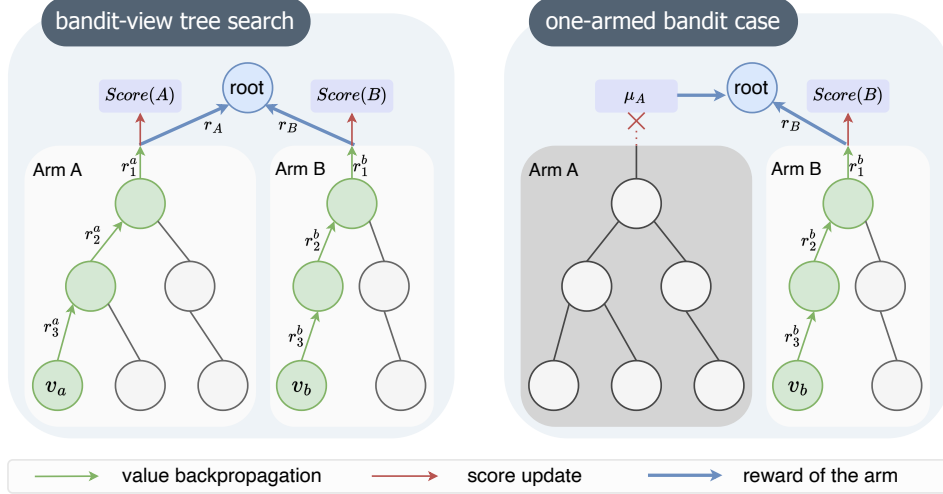 bandit-view tree search
Score(A)
root
Score(B)
r_A
r_B
Arm A
r_1^a
Arm B
r_1^b
r_2^a
r_2^b
r_3^a
r_3^b
v_a
v_b
one-armed bandit case
μ_A
root
Score(B)
r_B
Arm A
Arm B
r_1^b
r_2^b
r_3^b
v_b
value backpropagation
score update
reward of the arm